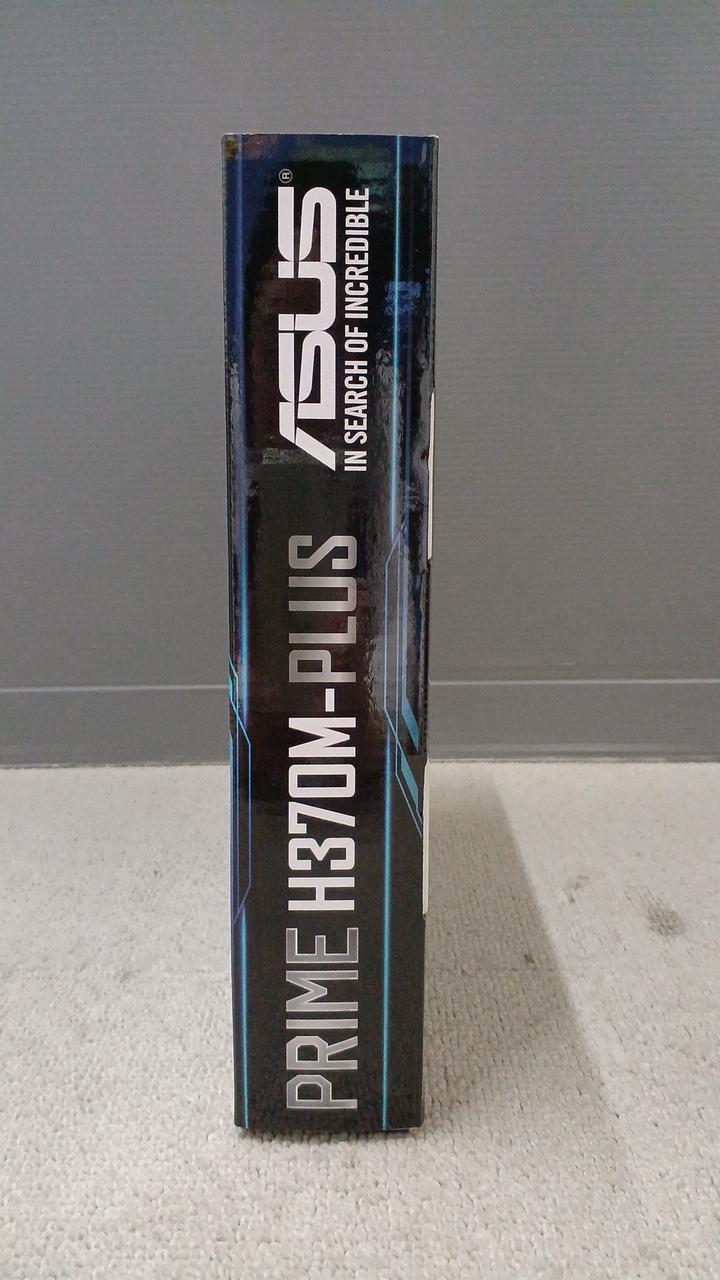 PRIME H370M-PLUS
ASUS®
IN SEARCH OF INCREDIBLE